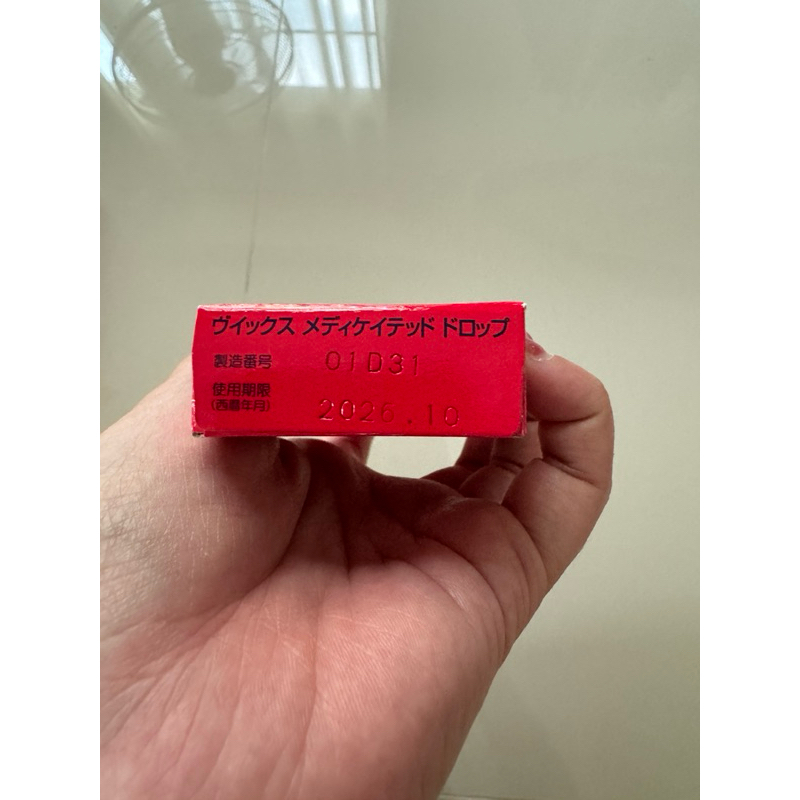 ヴイックス メディケイテッド ドロップ
製造番号 01D31
使用期限
(西暦年月) 2026.10